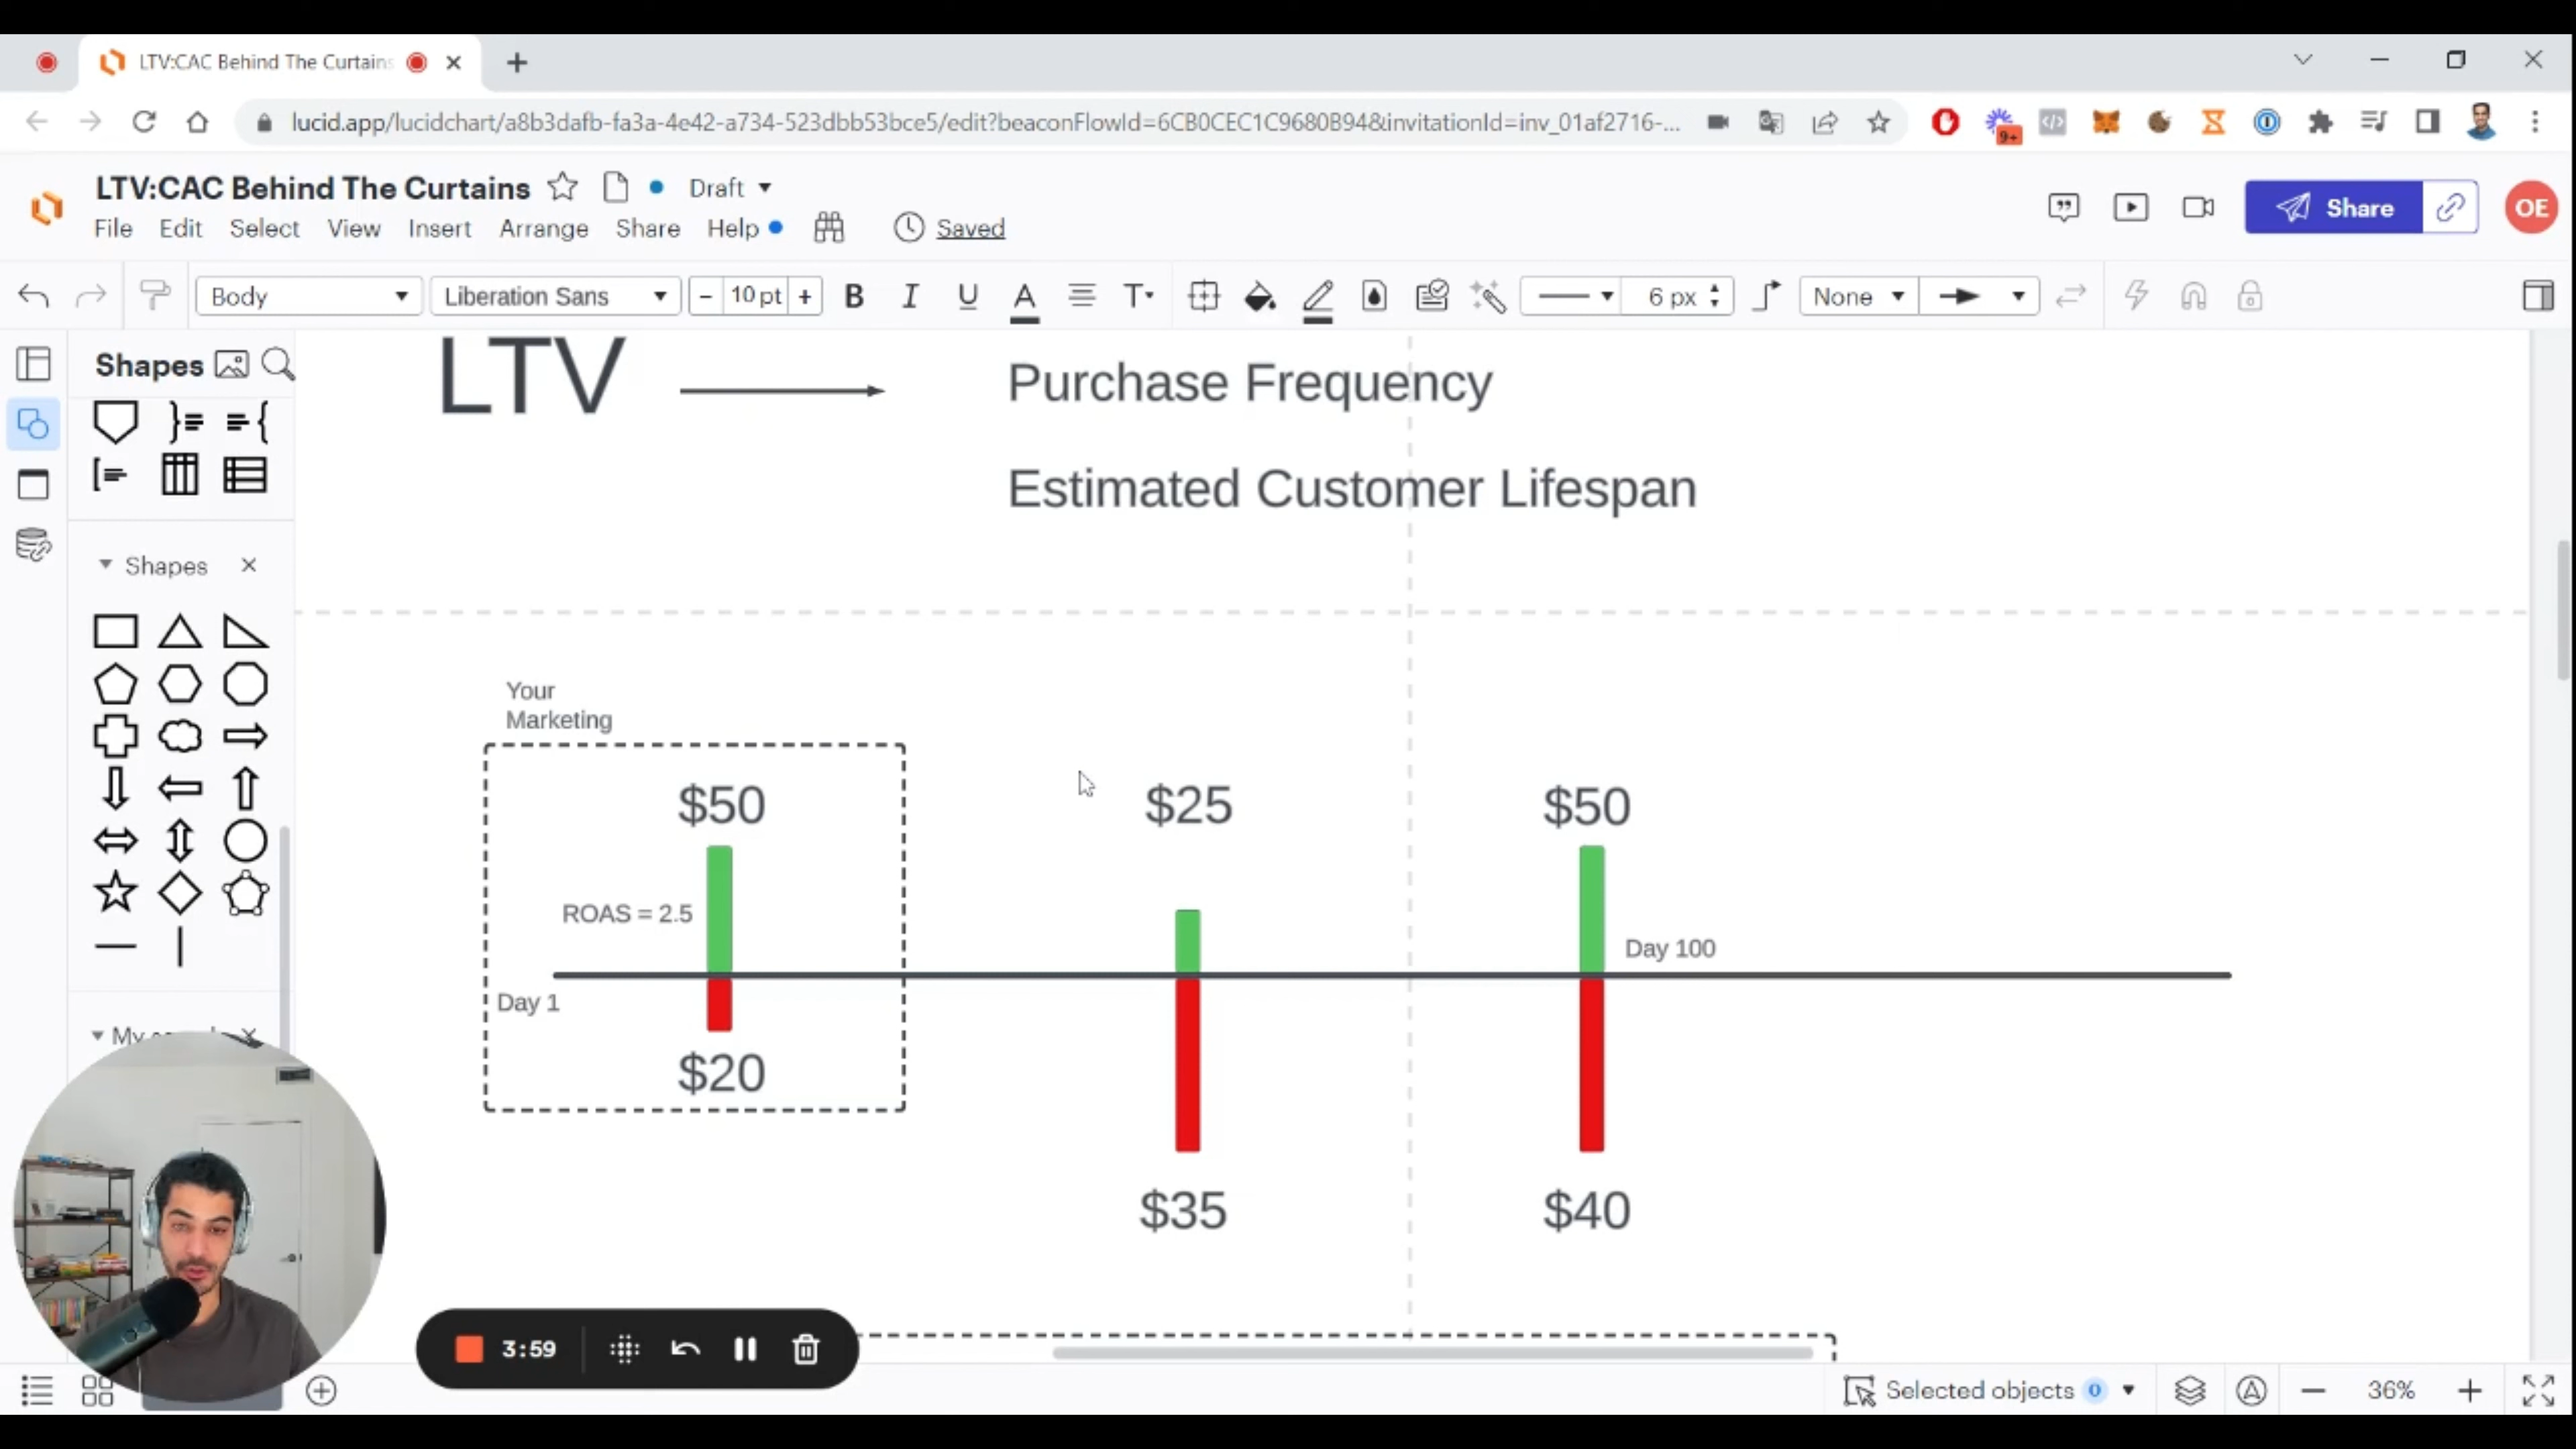 LTV:CAC Behind The Curtains
lucid.app/lucidchart/a8b3dafb-fa3a-4e42-a734-523dbb53bce5/edit?beaconFlowId=6CB0CEC1C9680B94&invitationId=inv_01af2716-...
9+
LTV:CAC Behind The Curtains
Draft
File Edit Select View Insert Arrange Share Help
Saved
Share
OE
Body
Liberation Sans
- 10 pt +
B I U A T
6 px
None
Shapes
LTV
Purchase Frequency
Estimated Customer Lifespan
Shapes
Your
Marketing
$50
$25
$50
ROAS = 2.5
Day 100
Day 1
$20
$35
$40
My
3:59
Selected objects 0
36%